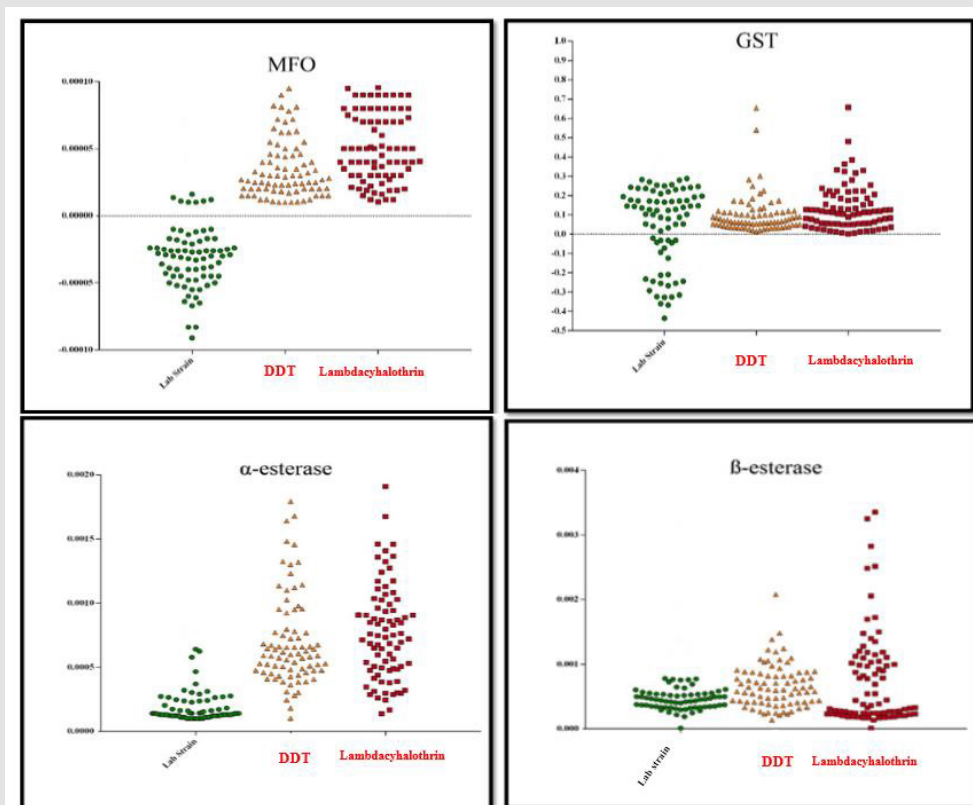 MFO
0.00010
0.00005
0.00000
-0.00005
-0.00010
Lab Strain
DDT
Lambdacyhalothrin
GST
1.0
0.9
0.8
0.7
0.6
0.5
0.4
0.3
0.2
0.1
0.0
-0.1
-0.2
-0.3
-0.4
-0.5
Lab Strain
DDT
Lambdacyhalothrin
α-esterase
0.0020
0.0015
0.0010
0.0005
0.0000
Lab Strain
DDT
Lambdacyhalothrin
ß-esterase
0.004
0.003
0.002
0.001
0.000
Lab strain
DDT
Lambdacyhalothrin